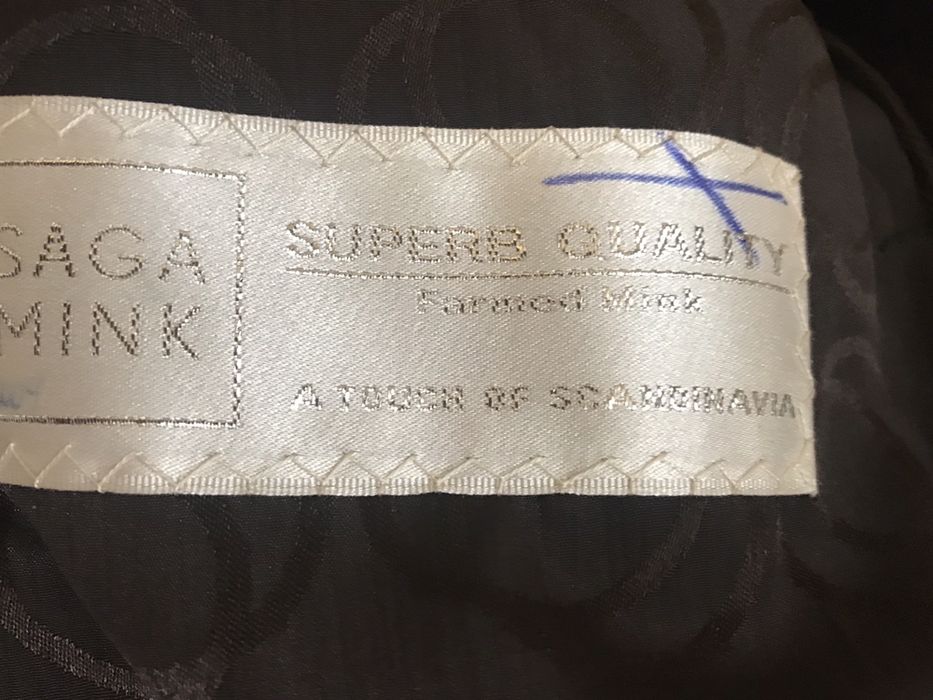 SAGA
MINK
SUPERB QUALITY
Farmed Mink
A TOUCH OF SCANDINAVIA